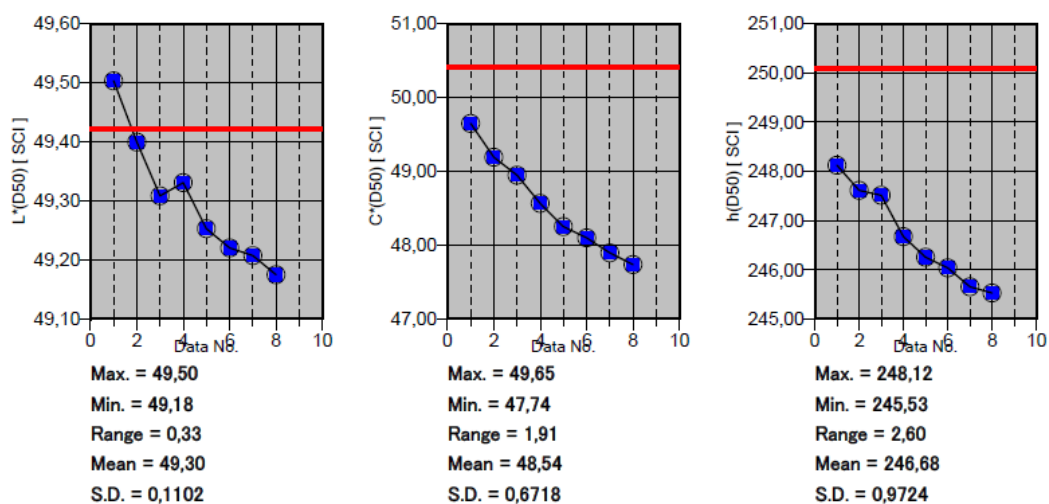 49,60
49,50
49,40
49,30
49,20
49,10
L*(D50) [ SCI ]
0 2 4 6 8 10
Data No.
Max. = 49,50
Min. = 49,18
Range = 0,33
Mean = 49,30
S.D. = 0,1102
51,00
50,00
49,00
48,00
47,00
C*(D50) [ SCI ]
0 2 4 6 8 10
Data No.
Max. = 49,65
Min. = 47,74
Range = 1,91
Mean = 48,54
S.D. = 0,6718
251,00
250,00
249,00
248,00
247,00
246,00
245,00
h(D50) [ SCI ]
0 2 4 6 8 10
Data No.
Max. = 248,12
Min. = 245,53
Range = 2,60
Mean = 246,68
S.D. = 0,9724